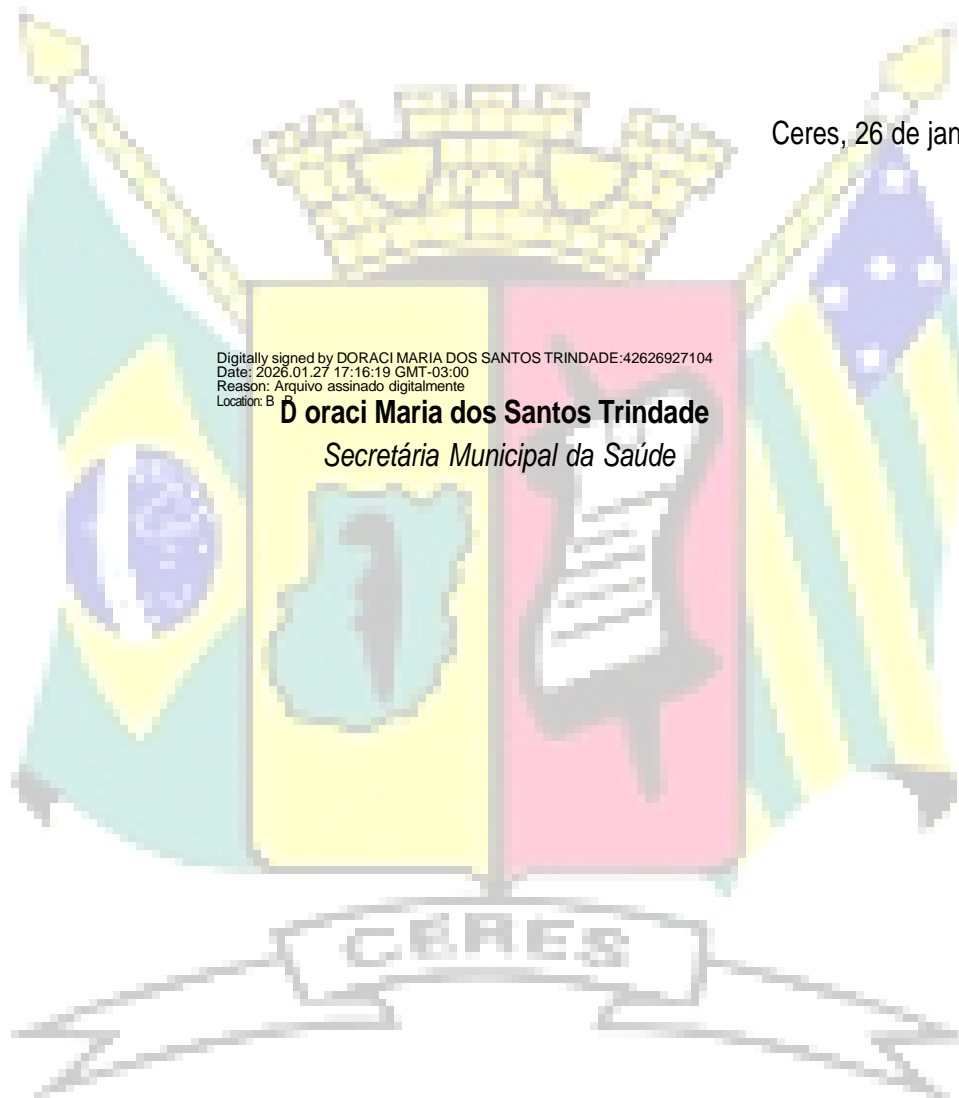 Ceres, 26 de jan
Digitally signed by DORACI MARIA DOS SANTOS TRINDADE:42626927104
Date: 2026.01.27 17:16:19 GMT-03:00
Reason: Arquivo assinado digitalmente
Location: B R
Doraci Maria dos Santos Trindade
Secretária Municipal da Saúde
CERES